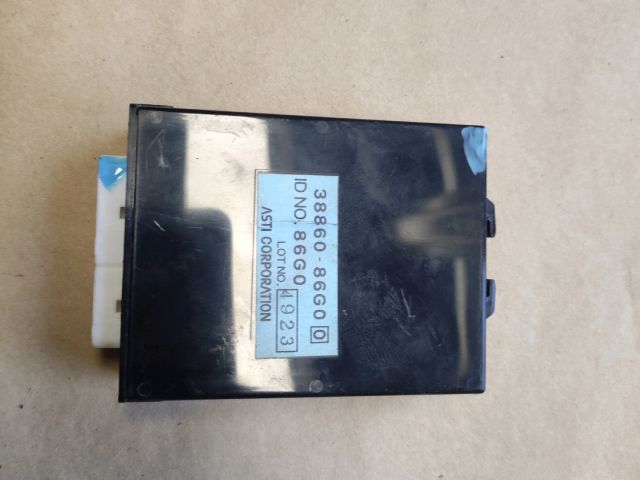 38860-86G0 0
ID NO. 86G0
LOT NO. 4923
ASTI CORPORATION